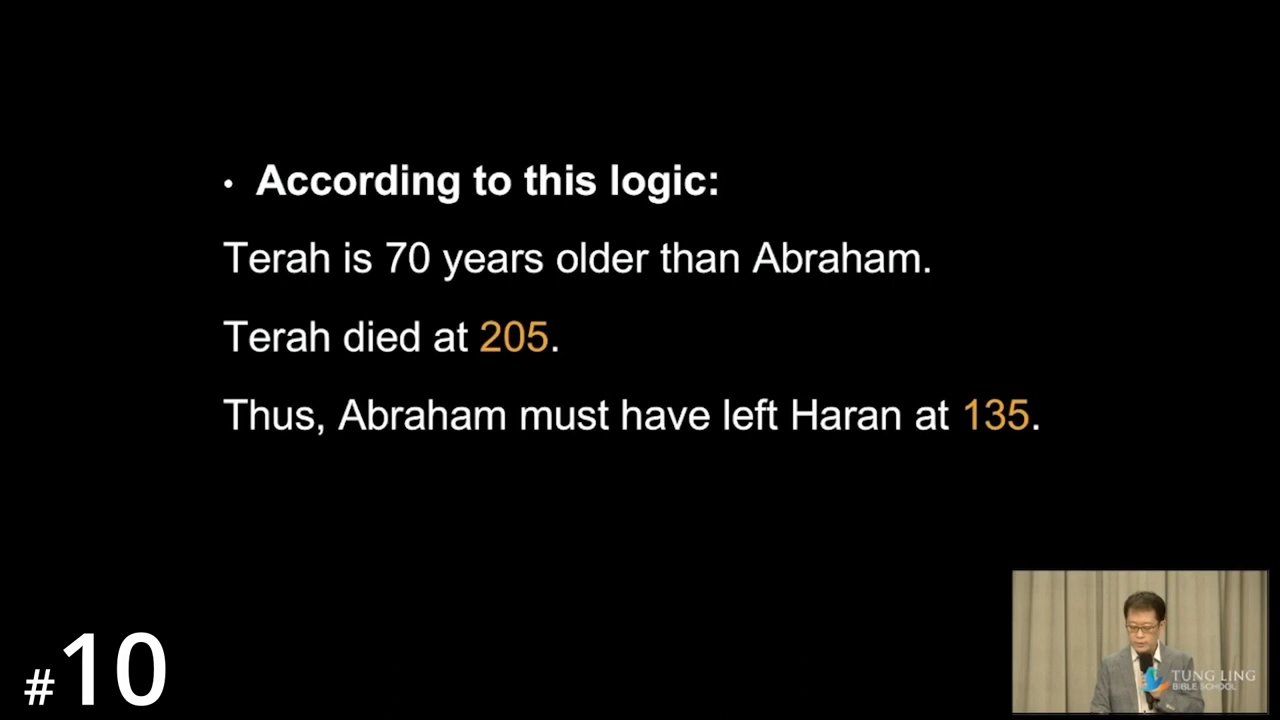 • According to this logic:
Terah is 70 years older than Abraham.
Terah died at 205.
Thus, Abraham must have left Haran at 135.
#10
TUNG LING
BIBLE SCHOOL